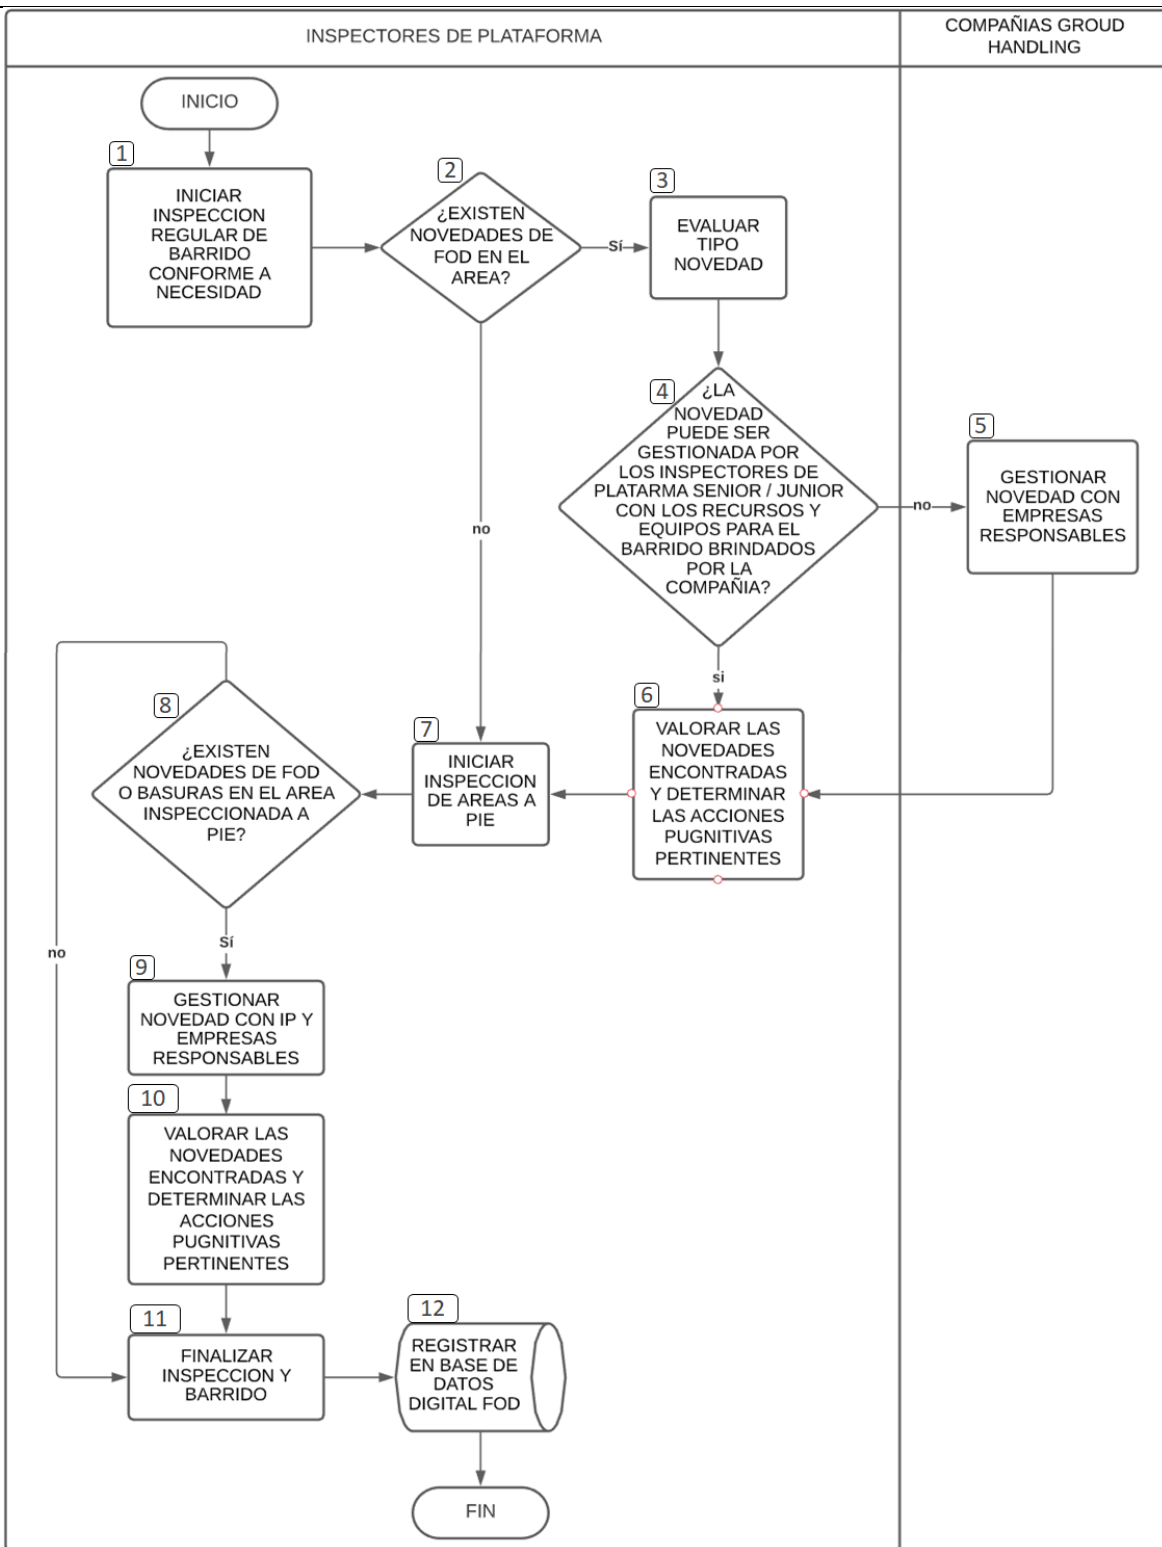 INSPECTORES DE PLATAFORMA
COMPAÑIAS GROUD
HANDLING
INICIO
1
INICIAR
INSPECCION
REGULAR DE
BARRIDO
CONFORME A
NECESIDAD
2
¿EXISTEN
NOVEDADES DE
FOD EN EL
AREA?
Sí
3
EVALUAR
TIPO
NOVEDAD
4
¿LA
NOVEDAD
PUEDE SER
GESTIONADA POR
LOS INSPECTORES DE
PLATARMA SENIOR / JUNIOR
CON LOS RECURSOS Y
EQUIPOS PARA EL
BARRIDO BRINDADOS
POR LA
COMPAÑIA?
no
5
GESTIONAR
NOVEDAD CON
EMPRESAS
RESPONSABLES
no
si
6
VALORAR LAS
NOVEDADES
ENCONTRADAS
Y DETERMINAR
LAS ACCIONES
PUGNITIVAS
PERTINENTES
7
INICIAR
INSPECCION
DE AREAS A
PIE
8
¿EXISTEN
NOVEDADES DE FOD
O BASURAS EN EL AREA
INSPECCIONADA A
PIE?
no
Sí
9
GESTIONAR
NOVEDAD CON IP Y
EMPRESAS
RESPONSABLES
10
VALORAR LAS
NOVEDADES
ENCONTRADAS Y
DETERMINAR LAS
ACCIONES
PUGNITIVAS
PERTINENTES
11
FINALIZAR
INSPECCION Y
BARRIDO
12
REGISTRAR
EN BASE DE
DATOS
DIGITAL FOD
FIN